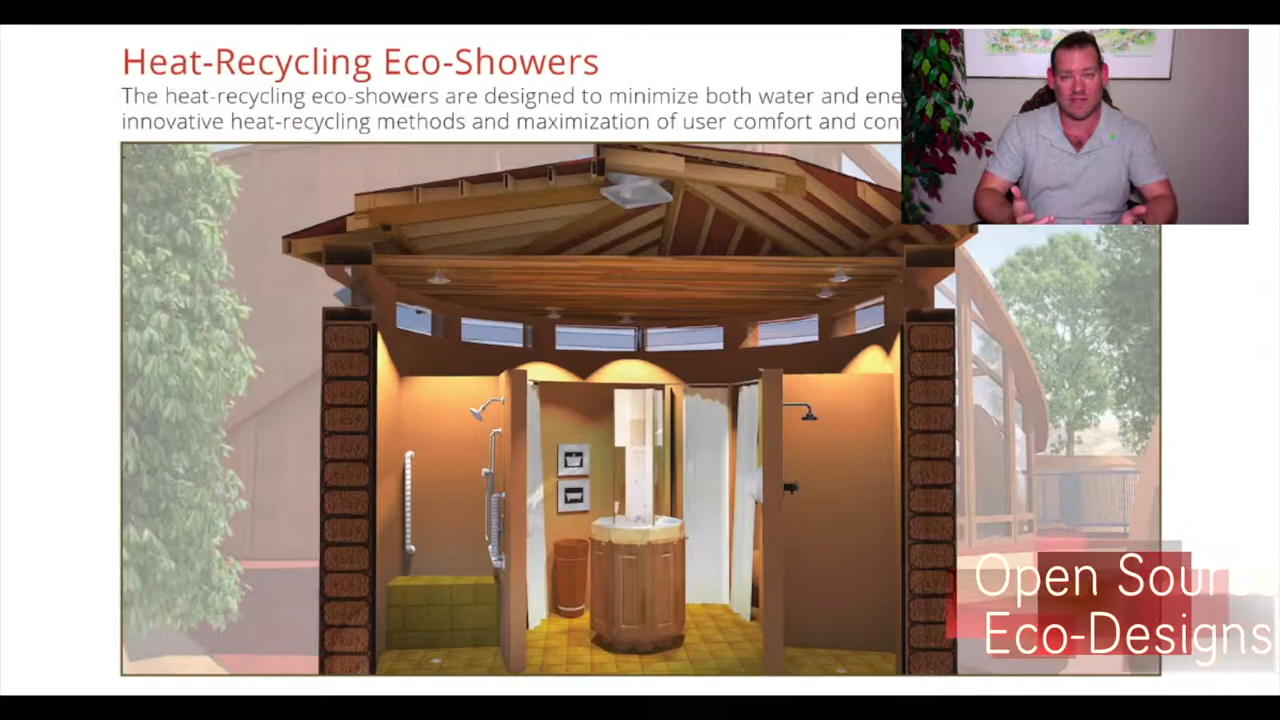 Heat-Recycling Eco-Showers
The heat-recycling eco-showers are designed to minimize both water and
innovative heat-recycling methods and maximization of user comfort and
Open
Eco-Designs